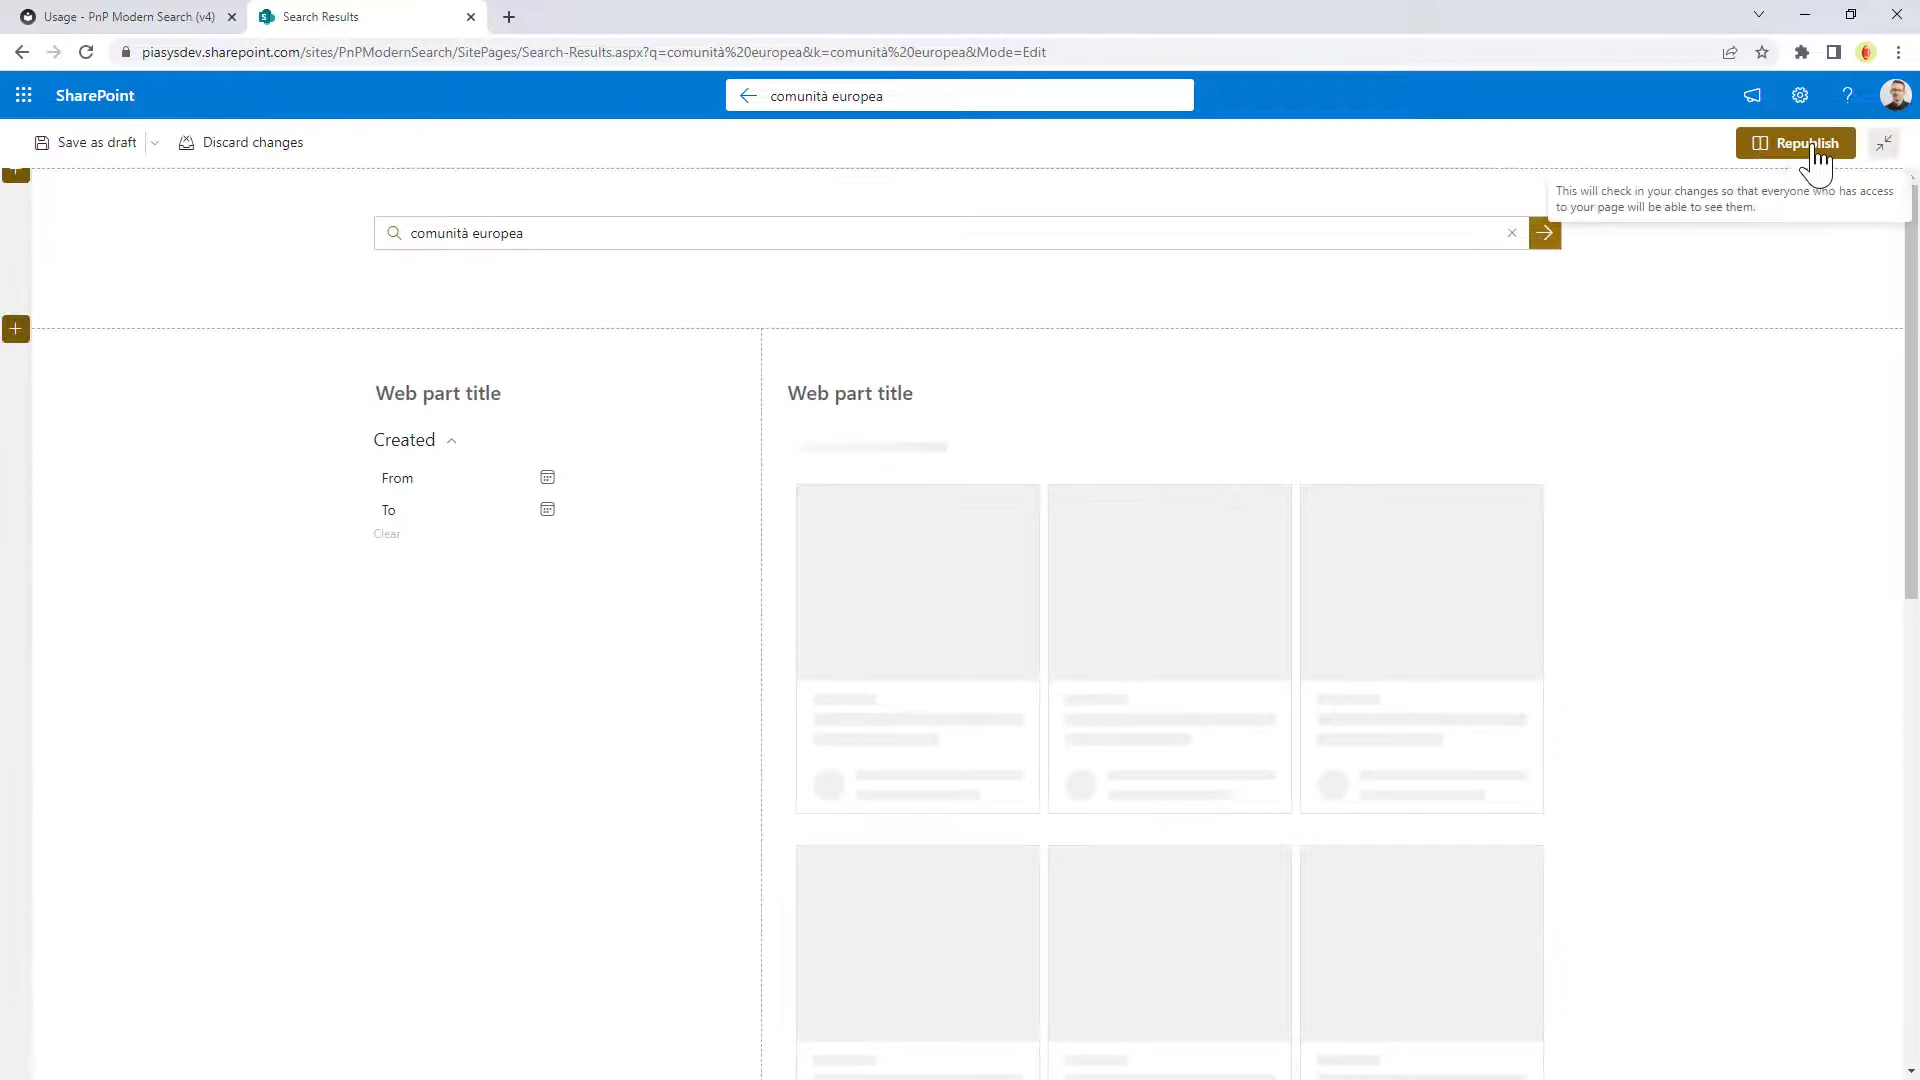 Usage - PnP Modern Search (v4)
Search Results
piasysdev.sharepoint.com/sites/PnPModernSearch/SitePages/Search-Results.aspx?q=comunità%20europea&k=comunità%20europea&Mode=Edit
SharePoint
comunità europea
Save as draft
Discard changes
Republish
This will check in your changes so that everyone who has access
to your page will be able to see them.
comunità europea
Web part title
Web part title
Created
From
To
Clear